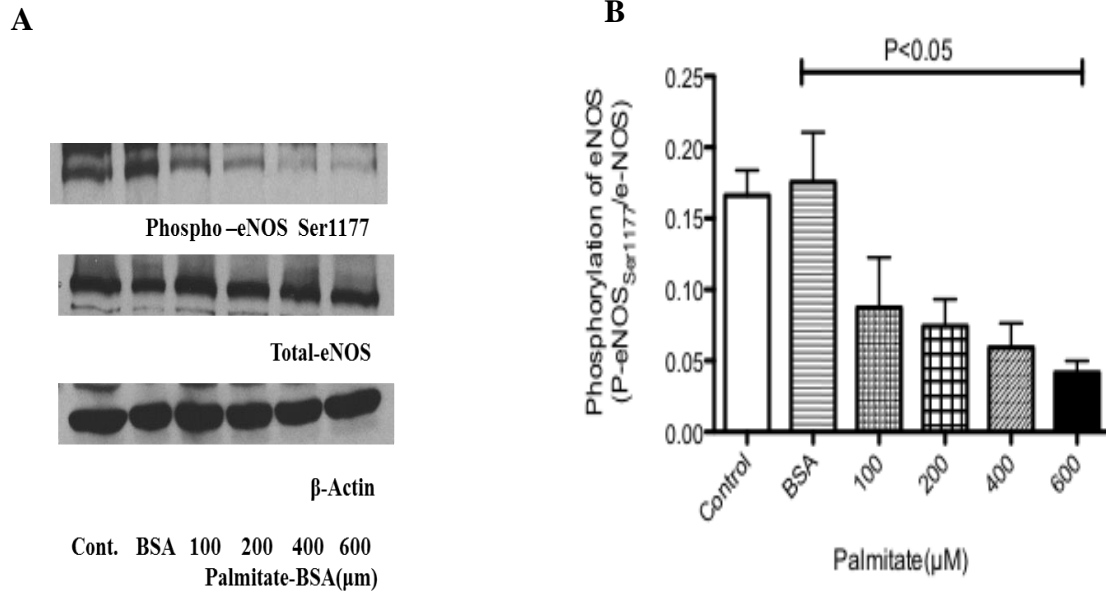 A
Phospho –eNOS Ser1177
Total-eNOS
β-Actin
Cont. BSA 100 200 400 600
Palmitate-BSA(µm)
B
P<0.05
Phosphorylation of eNOS
(P-eNOSSer1177/e-NOS)
0.25
0.20
0.15
0.10
0.05
0.00
Control BSA 100 200 400 600
Palmitate(µM)